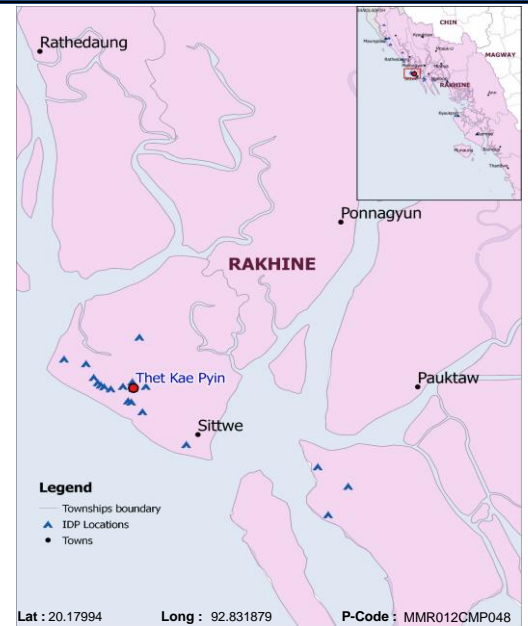 Rathedaung
Ponnagyun
RAKHINE
Thet Kae Pyin
Pauktaw
Sittwe
Legend
Townships boundary
IDP Locations
Towns
CHIN
MAGWAY
RAKHINE
Lat : 20.17994 Long : 92.831879 P-Code : MMR012CMP048